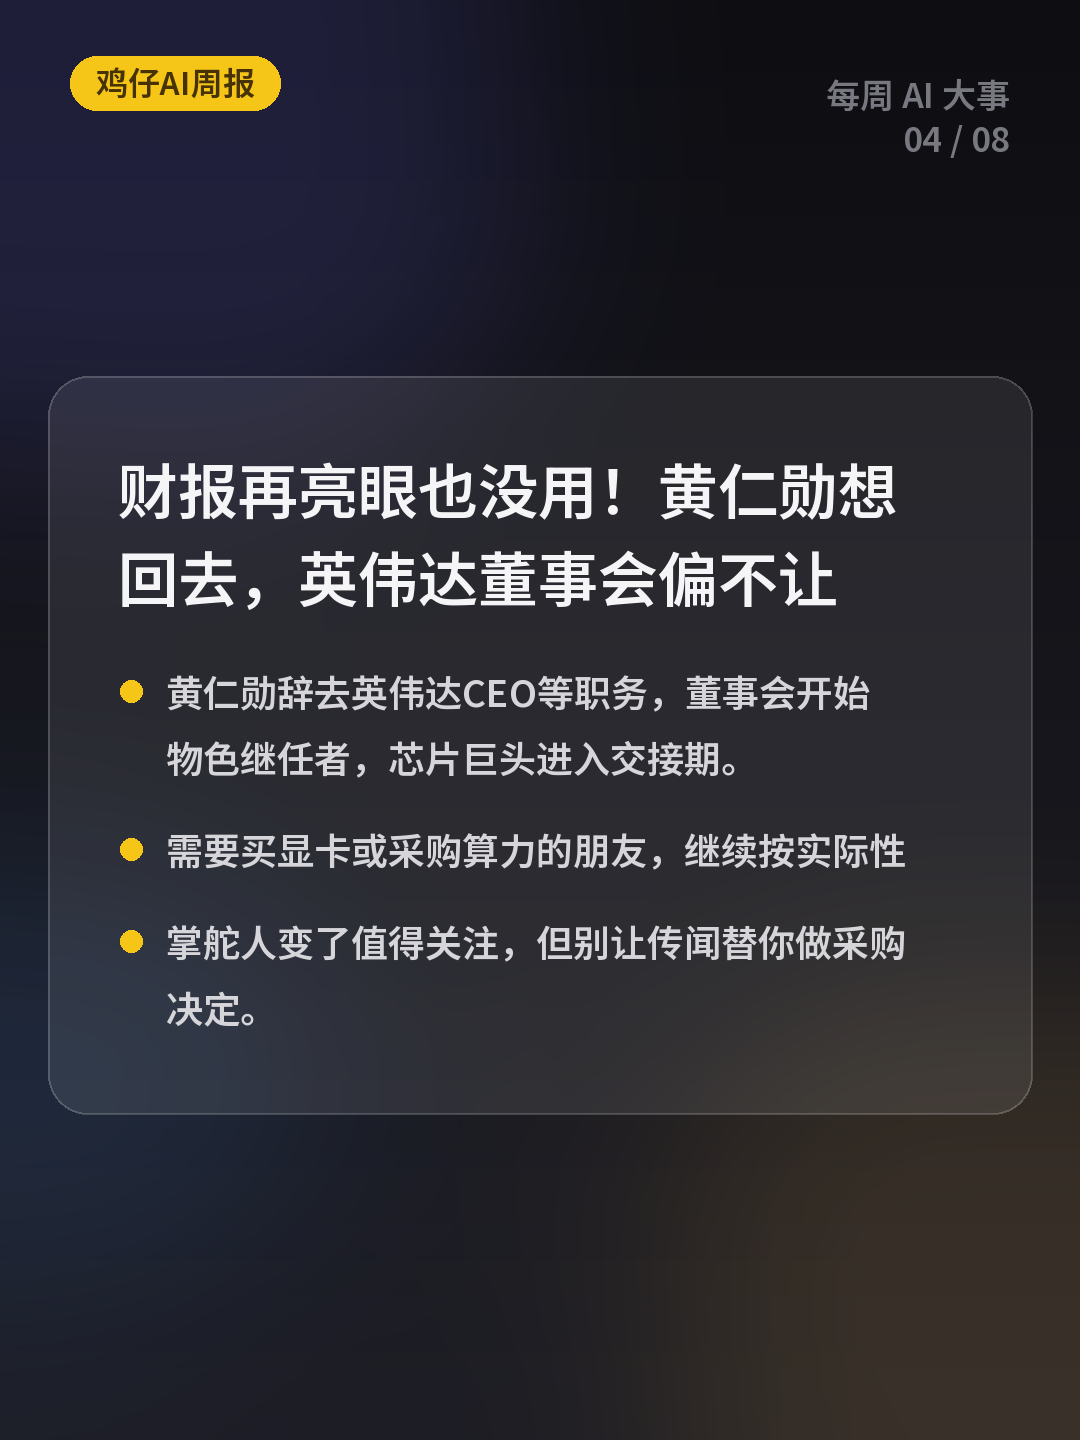 鸡仔AI周报
每周 AI 大事
04 / 08
财报再亮眼也没用！黄仁勋想
回去，英伟达董事会偏不让
黄仁勋辞去英伟达CEO等职务，董事会开始
物色继任者，芯片巨头进入交接期。
需要买显卡或采购算力的朋友，继续按实际性
掌舵人变了值得关注，但别让传闻替你做采购
决定。